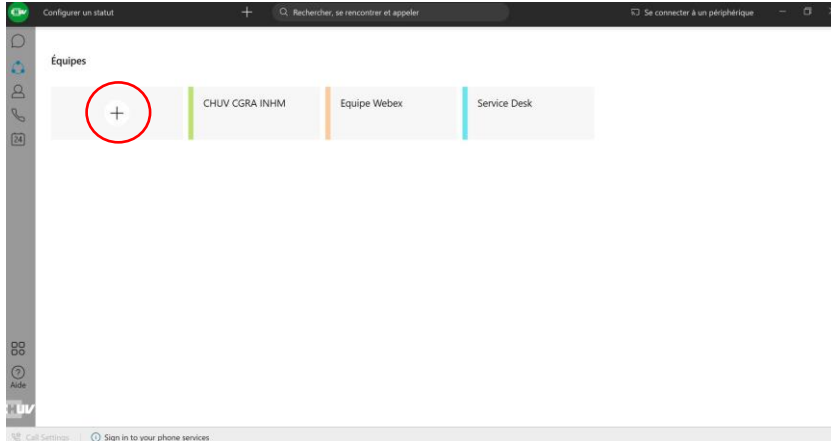 Configurer un statut
Rechercher, se rencontrer et appeler
Se connecter à un périphérique
Équipes
CHUV CGRA INHM
Equipe Webex
Service Desk
24
Aide
Call Settings
Sign in to your phone services